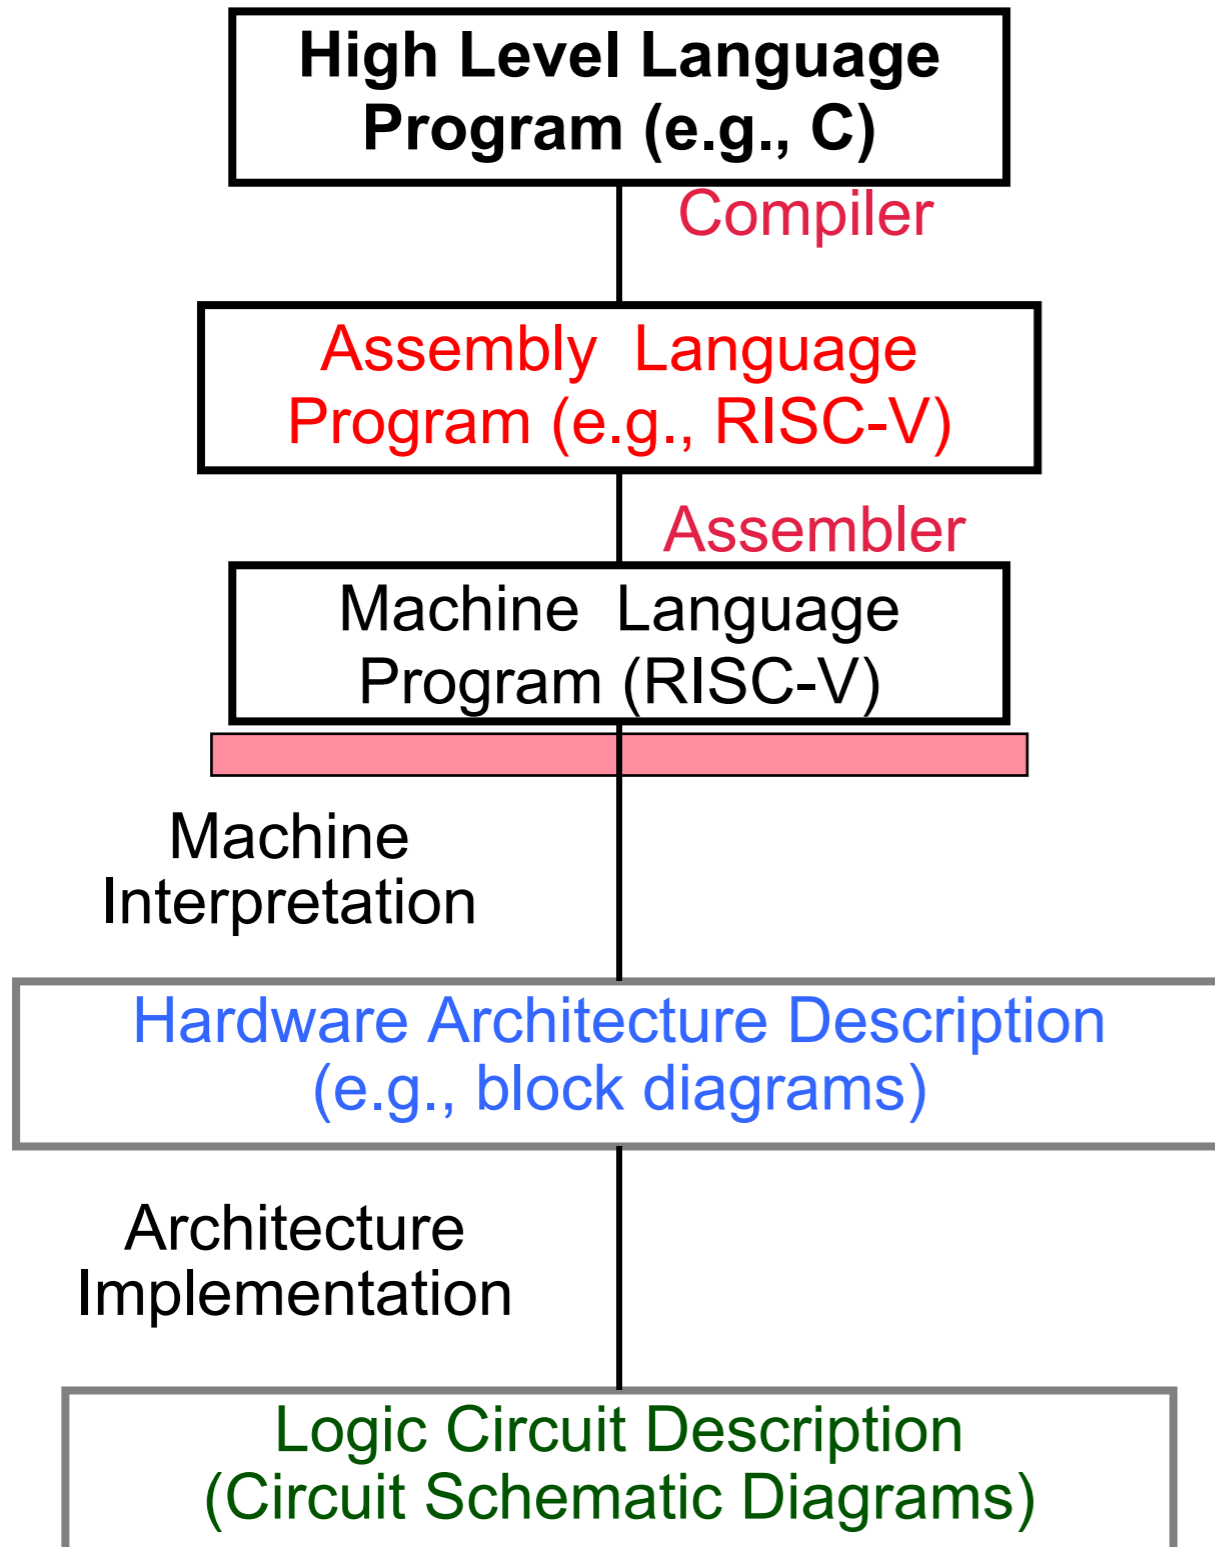 High Level Language
Program (e.g., C)
Compiler
Assembly Language
Program (e.g., RISC-V)
Assembler
Machine Language
Program (RISC-V)
Machine
Interpretation
Hardware Architecture Description
(e.g., block diagrams)
Architecture
Implementation
Logic Circuit Description
(Circuit Schematic Diagrams)